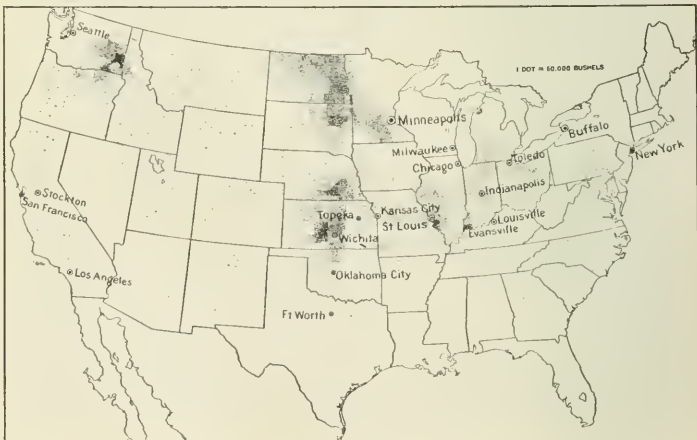 Seattle
1 DOT = 50,000 BUSHELS
Minneapolis
Buffalo
Milwaukee
Toledo
New York
Chicago
Stockton
Indianapolis
San Francisco
Topeka
Kansas City
Louisville
St Louis
Evansville
Wichita
Los Angeles
Oklahoma City
Ft Worth